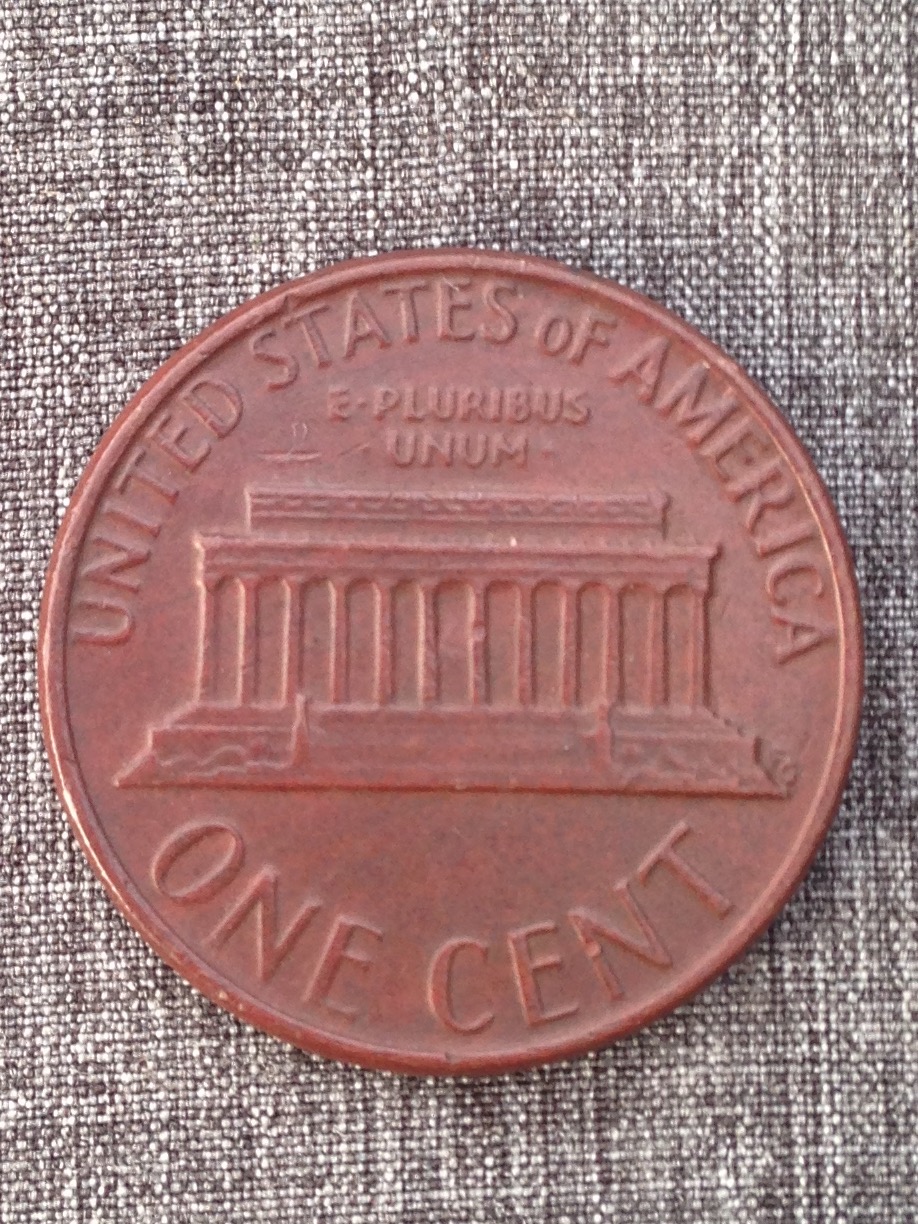 UNITED STATES OF AMERICA
E·PLURIBUS
·UNUM·
ONE CENT